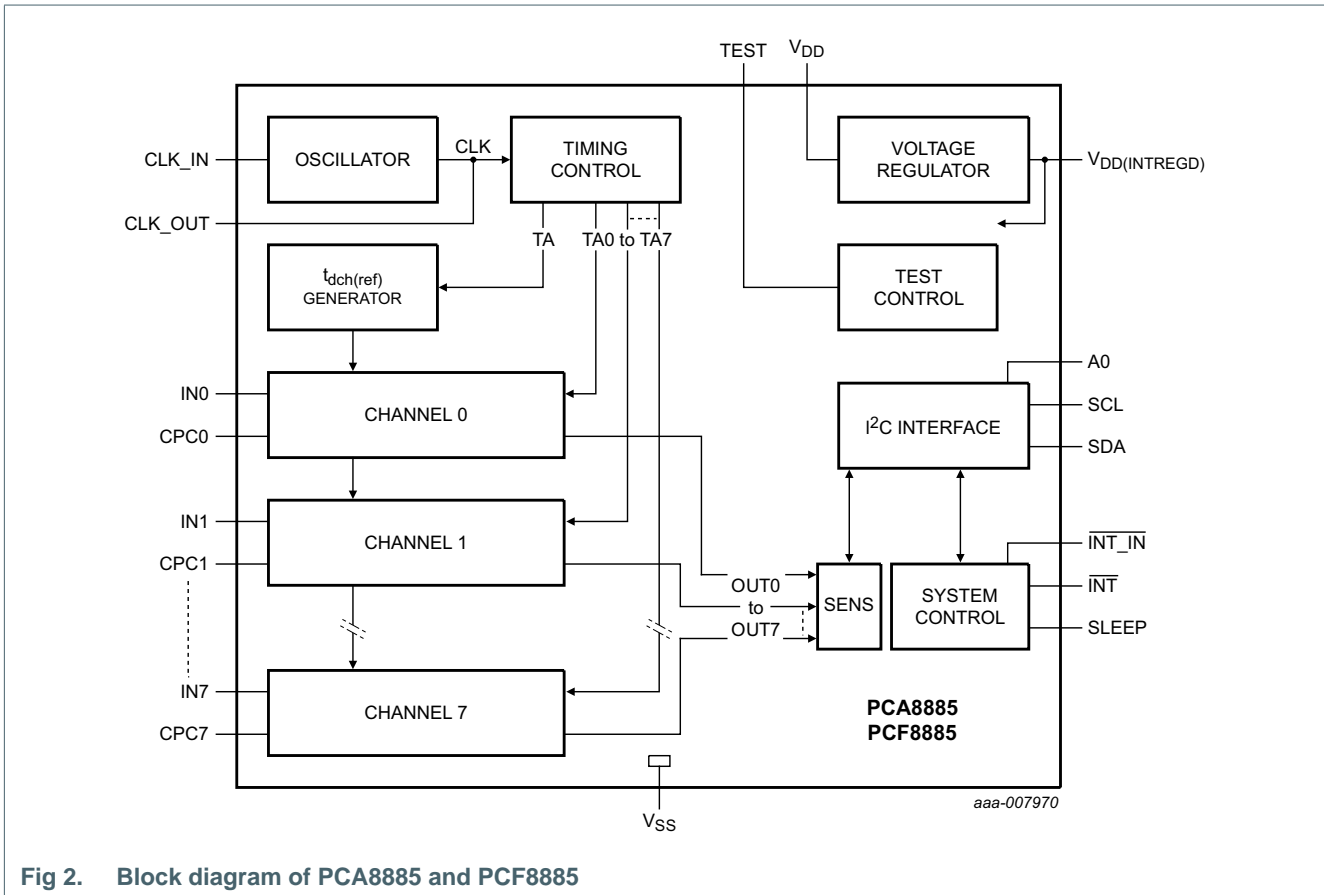 TEST
VDD
CLK_IN
OSCILLATOR
CLK
TIMING
CONTROL
VOLTAGE
REGULATOR
VDD(INTREGD)
CLK_OUT
TA
TA0 to TA7
tdch(ref)
GENERATOR
TEST
CONTROL
IN0
CPC0
CHANNEL 0
A0
SCL
SDA
I2C INTERFACE
IN1
CPC1
CHANNEL 1
OUT0
to
OUT7
SENS
SYSTEM
CONTROL
INT_IN
INT
SLEEP
IN7
CPC7
CHANNEL 7
PCA8885
PCF8885
VSS
aaa-007970
Fig 2. Block diagram of PCA8885 and PCF8885